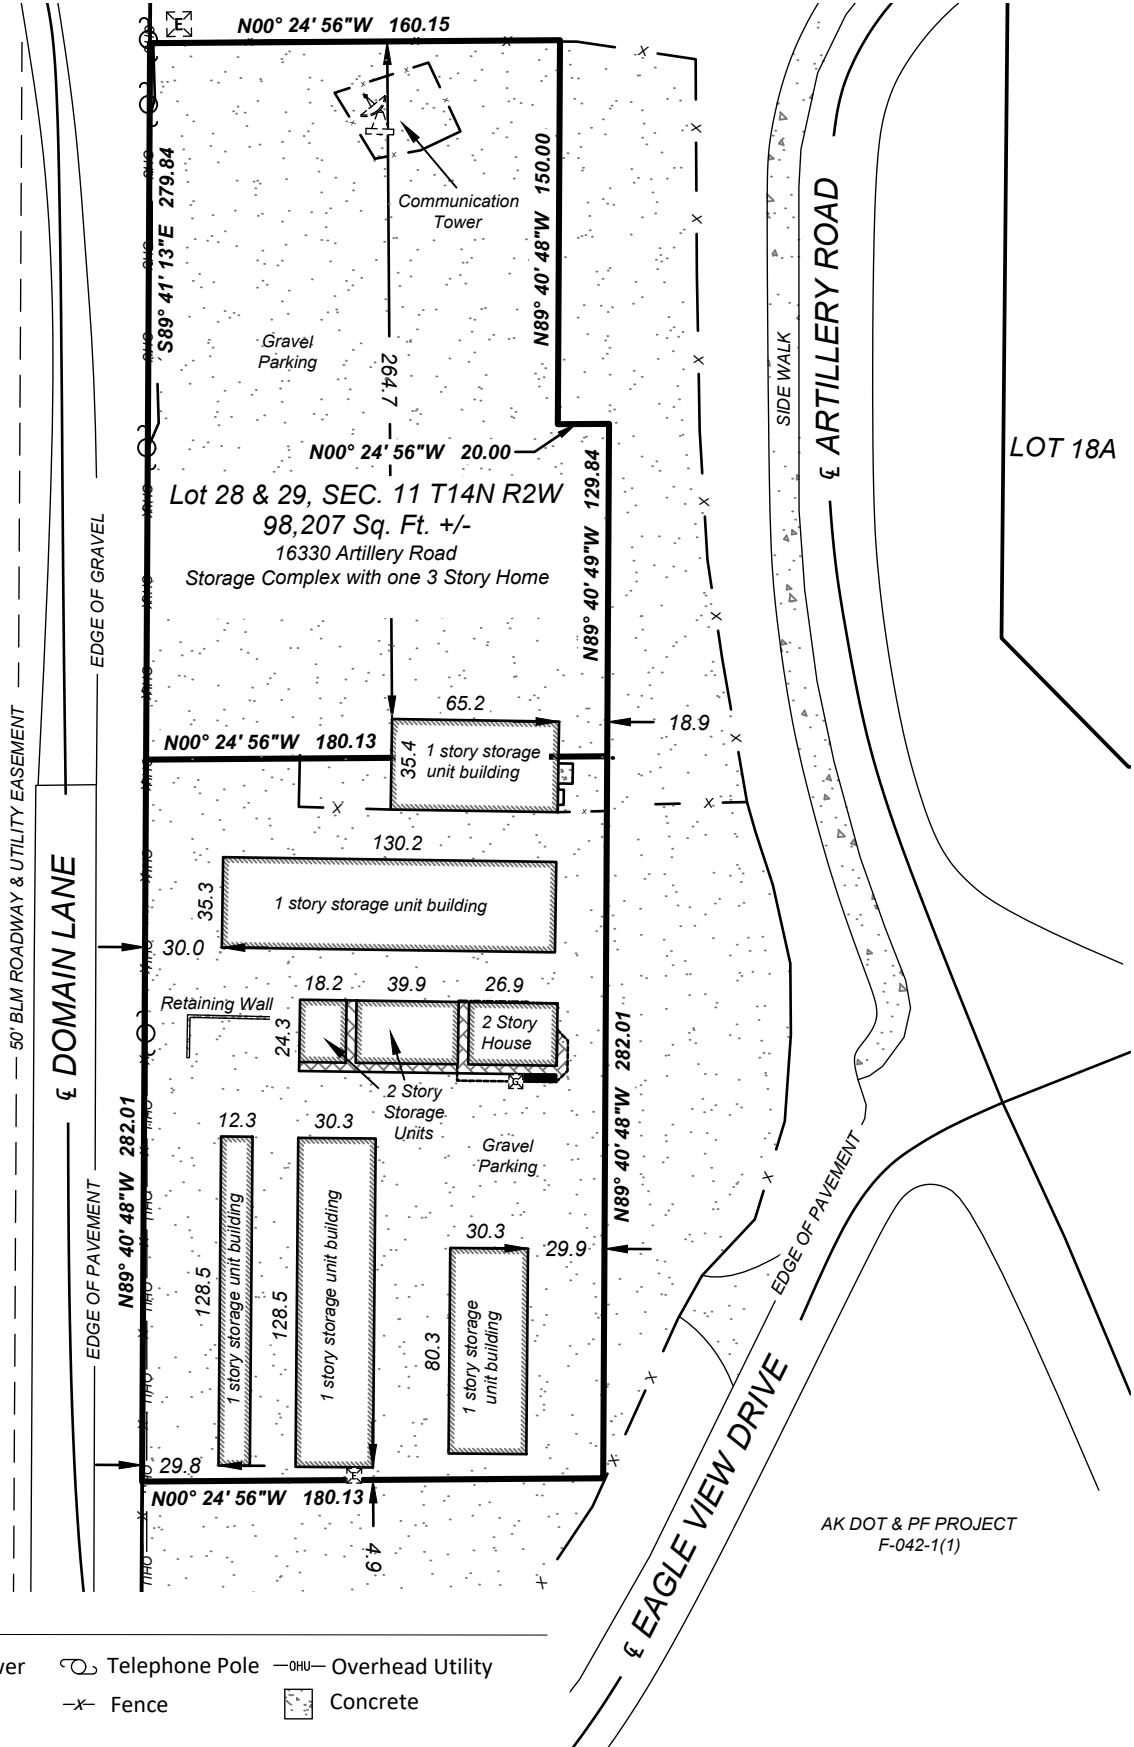 E
N00° 24' 56"W 160.15
S89° 41' 13"E 279.84
N89° 40' 48"W 150.00
Communication
Tower
Gravel
Parking
264.7
SIDE WALK
℄ ARTILLERY ROAD
LOT 18A
N00° 24' 56"W 20.00
Lot 28 & 29, SEC. 11 T14N R2W
98,207 Sq. Ft. +/-
16330 Artillery Road
Storage Complex with one 3 Story Home
N89° 40' 49"W 129.84
EDGE OF GRAVEL
50' BLM ROADWAY & UTILITY EASEMENT
65.2
18.9
N00° 24' 56"W 180.13
35.4
1 story storage
unit building
130.2
35.3
1 story storage unit building
30.0
℄ DOMAIN LANE
18.2
39.9
26.9
Retaining Wall
24.3
2 Story
House
2 Story
Storage
Units
N89° 40' 48"W 282.01
N89° 40' 48"W 282.01
12.3
30.3
Gravel
Parking
EDGE OF PAVEMENT
EDGE OF PAVEMENT
128.5
1 story storage unit building
128.5
1 story storage unit building
30.3
29.9
80.3
1 story storage
unit building
29.8
N00° 24' 56"W 180.13
4.9
℄ EAGLE VIEW DRIVE
AK DOT & PF PROJECT
F-042-1(1)
Telephone Pole
OHU
Overhead Utility
X
Fence
Concrete